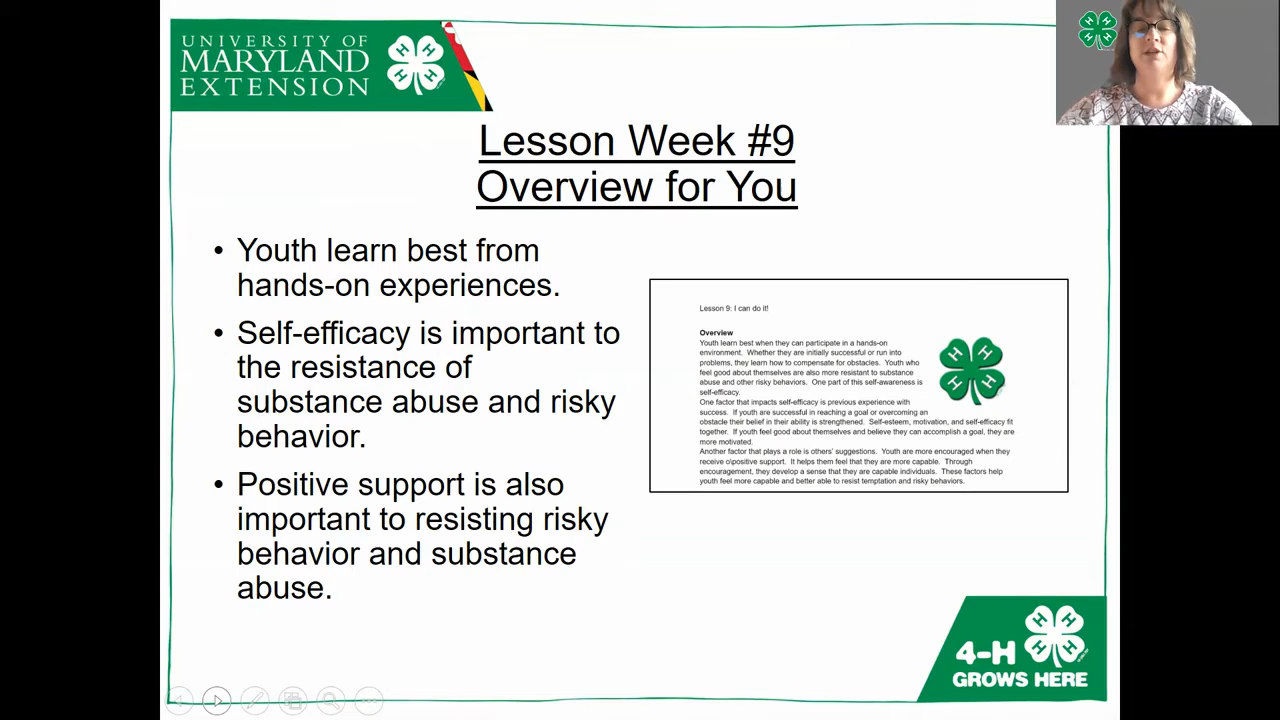 UNIVERSITY OF
MARYLAND
EXTENSION
Lesson Week #9
Overview for You
• Youth learn best from
hands-on experiences.
• Self-efficacy is important to
the resistance of
substance abuse and risky
behavior.
• Positive support is also
important to resisting risky
behavior and substance
abuse.
Lesson 9: I can do it!
Overview
Youth learn best when they can participate in a hands-on
environment. Whether they are initially successful or run into
problems, they learn how to compensate for obstacles. Youth who
feel good about themselves are also more resistant to substance
abuse and other risky behaviors. One part of this self-awareness is
self-efficacy.
One factor that impacts self-efficacy is previous experience with
success. If youth are successful in reaching a goal or overcoming an
obstacle their belief in their ability is strengthened. Self-esteem, motivation, and self-efficacy fit
together. If youth feel good about themselves and believe they can accomplish a goal, they are
more motivated.
Another factor that plays a role is others' suggestions. Youth are more encouraged when they
receive o\positive support. It helps them feel that they are more capable. Through
encouragement, they develop a sense that they are capable individuals. These factors help
youth feel more capable and better able to resist temptation and risky behaviors.
H H H H
4-H
GROWS HERE